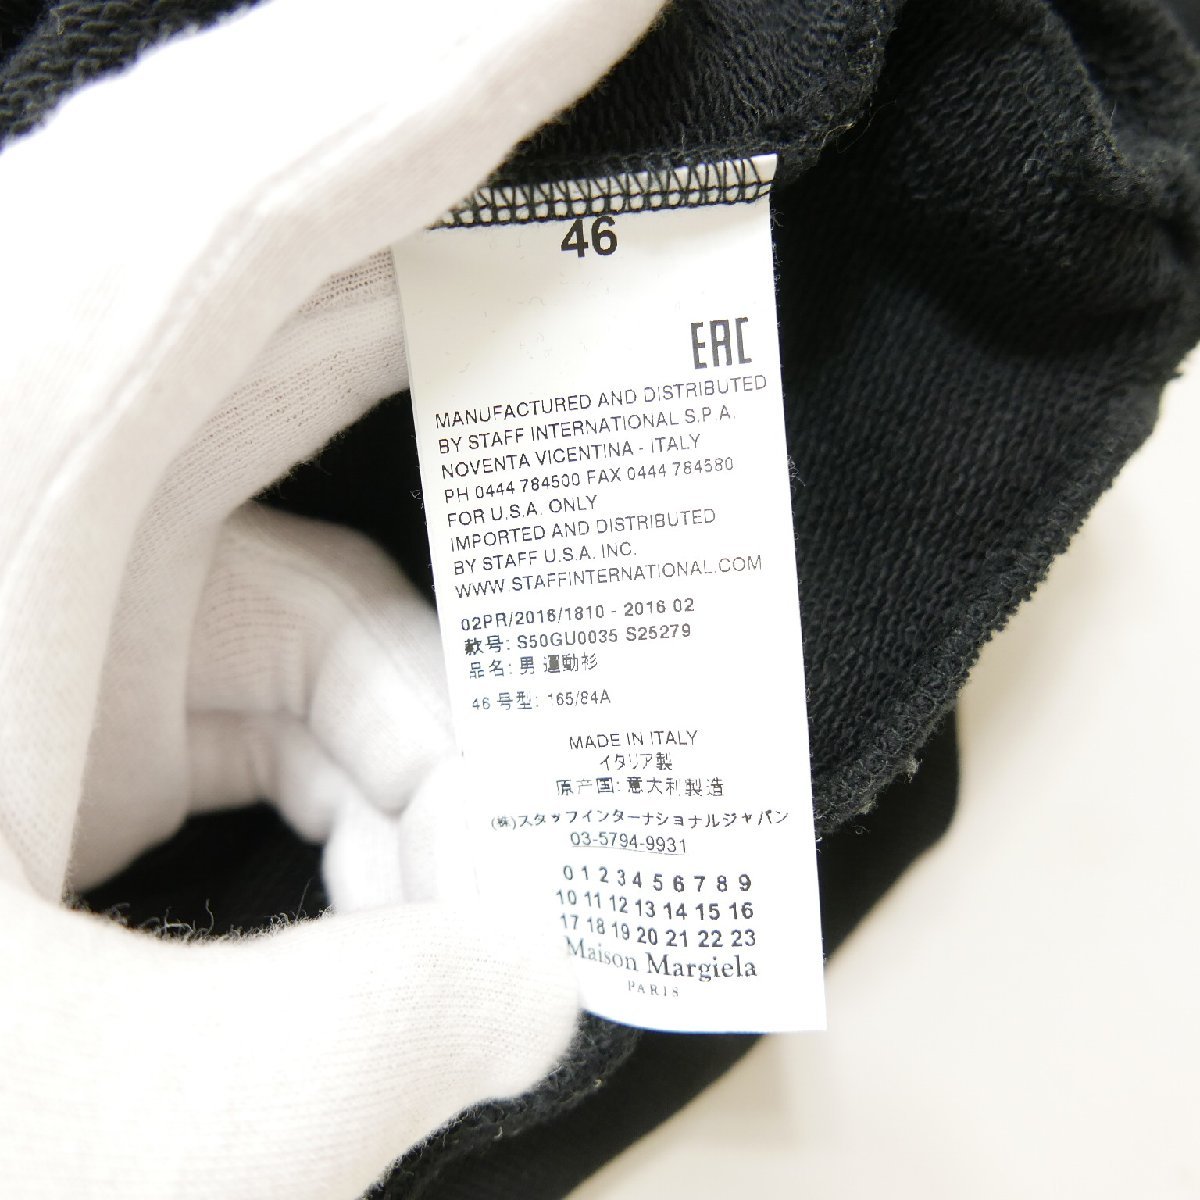 46
EAC
MANUFACTURED AND DISTRIBUTED
BY STAFF INTERNATIONAL S.P.A.
NOVENTA VICENTINA - ITALY
PH 0444 784500 FAX 0444 784580
FOR U.S.A. ONLY
IMPORTED AND DISTRIBUTED
BY STAFF U.S.A. INC.
WWW.STAFFINTERNATIONAL.COM
02PR/2016/1810 - 2016 02
款号: S50GU0035 S25279
品名: 男 運動衫
46 号型: 165/84A
MADE IN ITALY
イタリア製
原产国: 意大利製造
(株)スタッフインターナショナルジャパン
03-5794-9931
0 1 2 3 4 5 6 7 8 9
10 11 12 13 14 15 16
17 18 19 20 21 22 23
Maison Margiela
PARIS